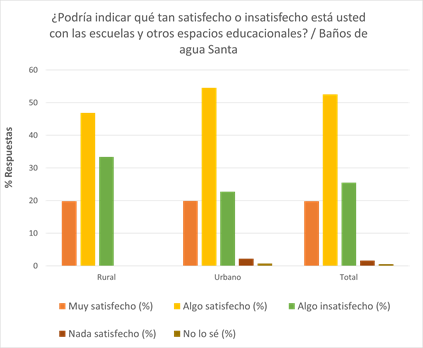 ¿Podría indicar qué tan satisfecho o insatisfecho está usted
con las escuelas y otros espacios educacionales? / Baños de
agua Santa
% Respuestas
60
50
40
30
20
10
0
Rural Urbano Total
Muy satisfecho (%) Algo satisfecho (%) Algo insatisfecho (%)
Nada satisfecho (%) No lo sé (%)